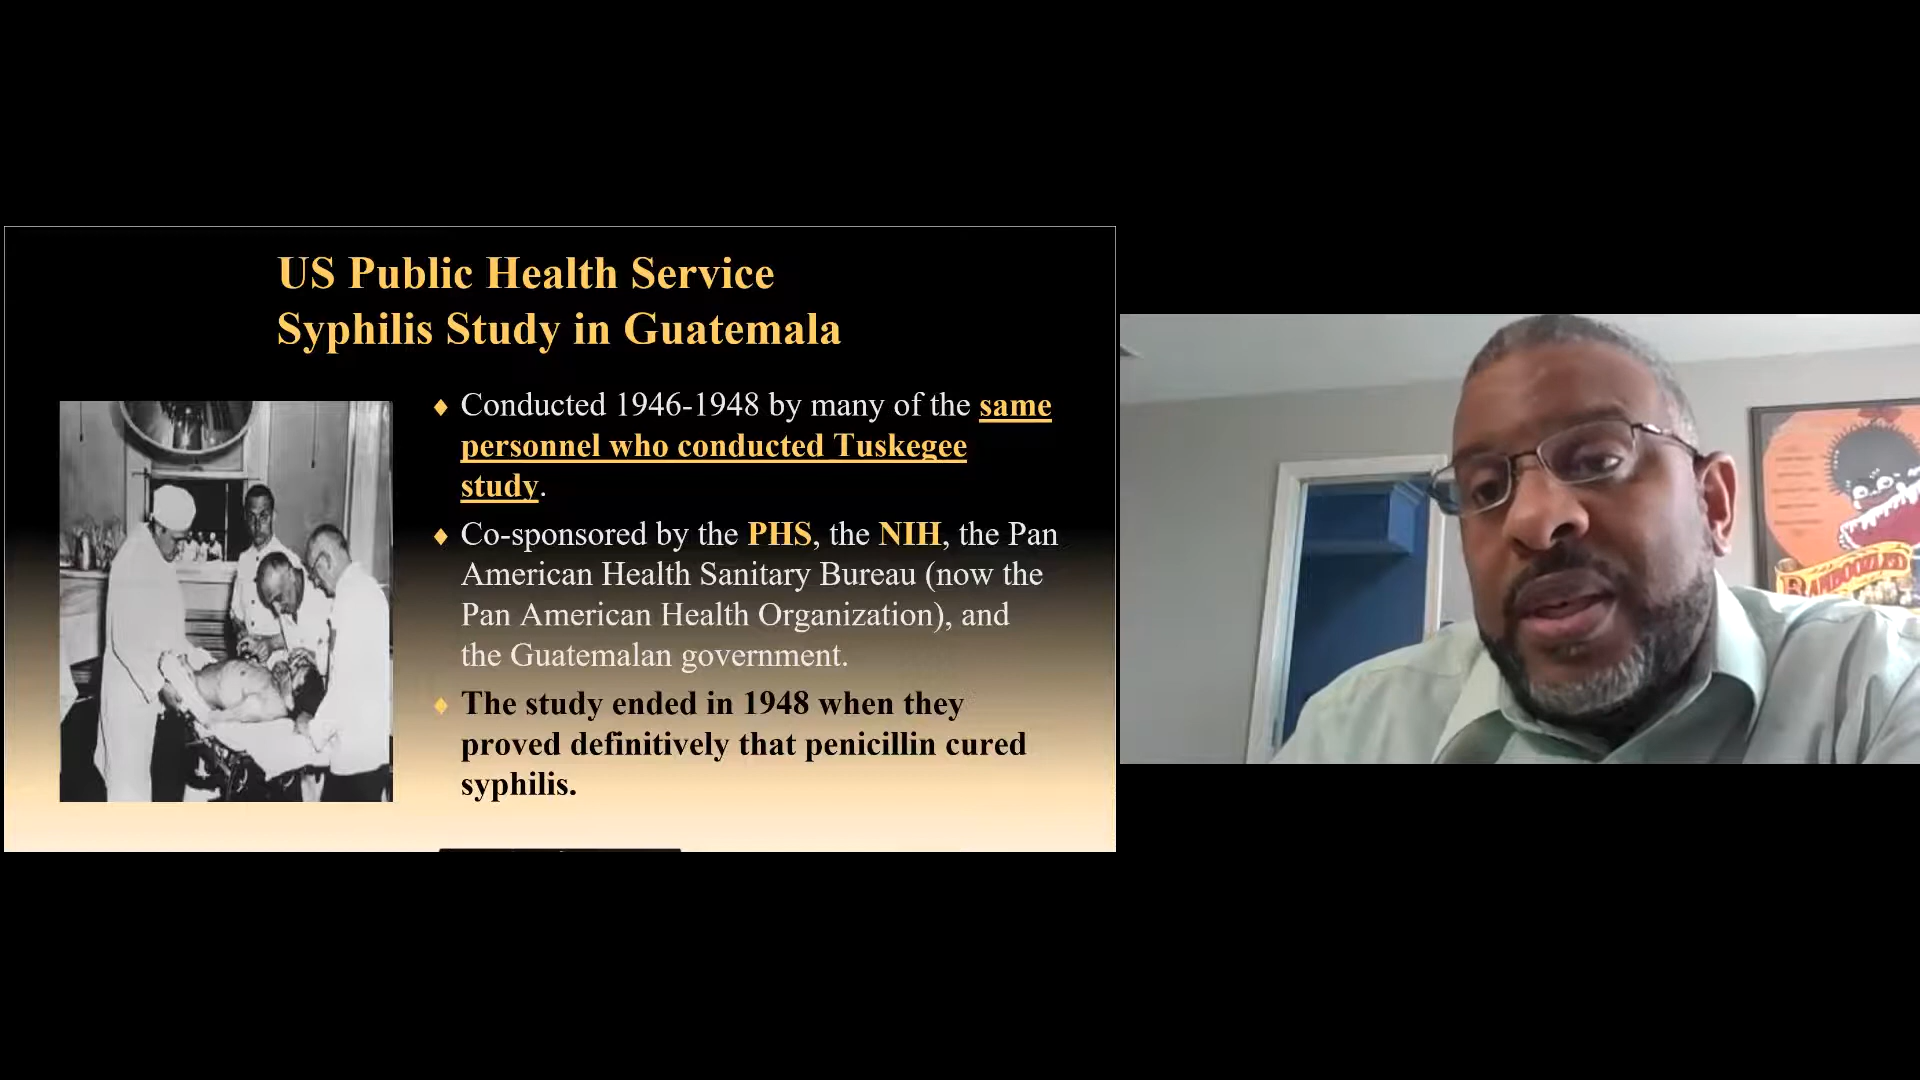 US Public Health Service
Syphilis Study in Guatemala
♦ Conducted 1946-1948 by many of the same
personnel who conducted Tuskegee
study.
♦ Co-sponsored by the PHS, the NIH, the Pan
American Health Sanitary Bureau (now the
Pan American Health Organization), and
the Guatemalan government.
♦ The study ended in 1948 when they
proved definitively that penicillin cured
syphilis.
BAMBOOZLED